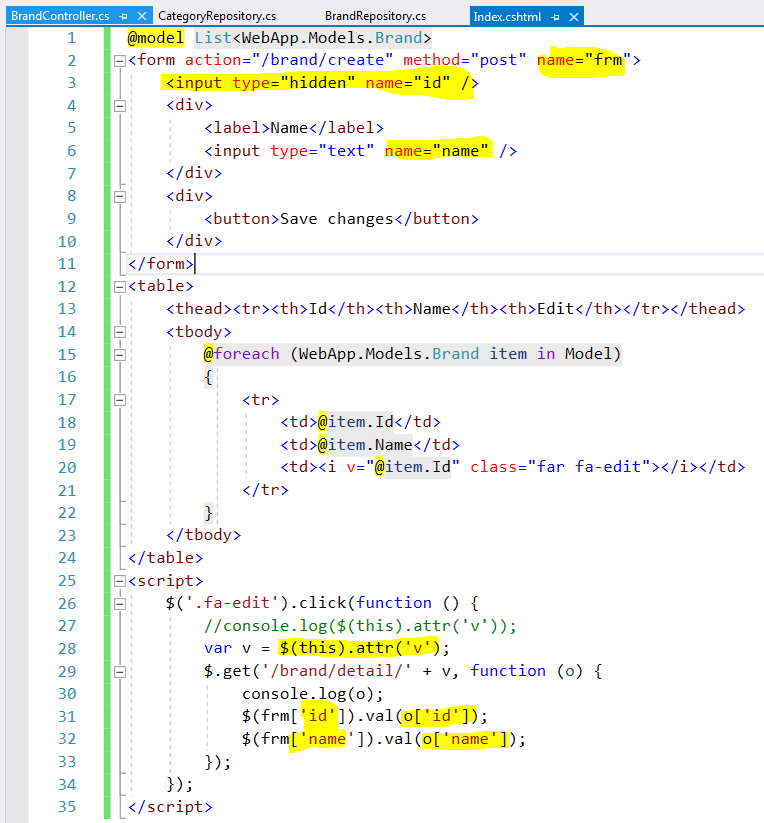 BrandController.cs CategoryRepository.cs BrandRepository.cs Index.cshtml
1 @model List<WebApp.Models.Brand>
2 <form action="/brand/create" method="post" name="frm">
3 <input type="hidden" name="id" />
4 <div>
5 <label>Name</label>
6 <input type="text" name="name" />
7 </div>
8 <div>
9 <button>Save changes</button>
10 </div>
11 </form>
12 <table>
13 <thead><tr><th>Id</th><th>Name</th><th>Edit</th></tr></thead>
14 <tbody>
15 @foreach (WebApp.Models.Brand item in Model)
16 {
17 <tr>
18 <td>@item.Id</td>
19 <td>@item.Name</td>
20 <td><i v="@item.Id" class="far fa-edit"></i></td>
21 </tr>
22 }
23 </tbody>
24 </table>
25 <script>
26 $('.fa-edit').click(function () {
27 //console.log($(this).attr('v'));
28 var v = $(this).attr('v');
29 $.get('/brand/detail/' + v, function (o) {
30 console.log(o);
31 $(frm['id']).val(o['id']);
32 $(frm['name']).val(o['name']);
33 });
34 });
35 </script>